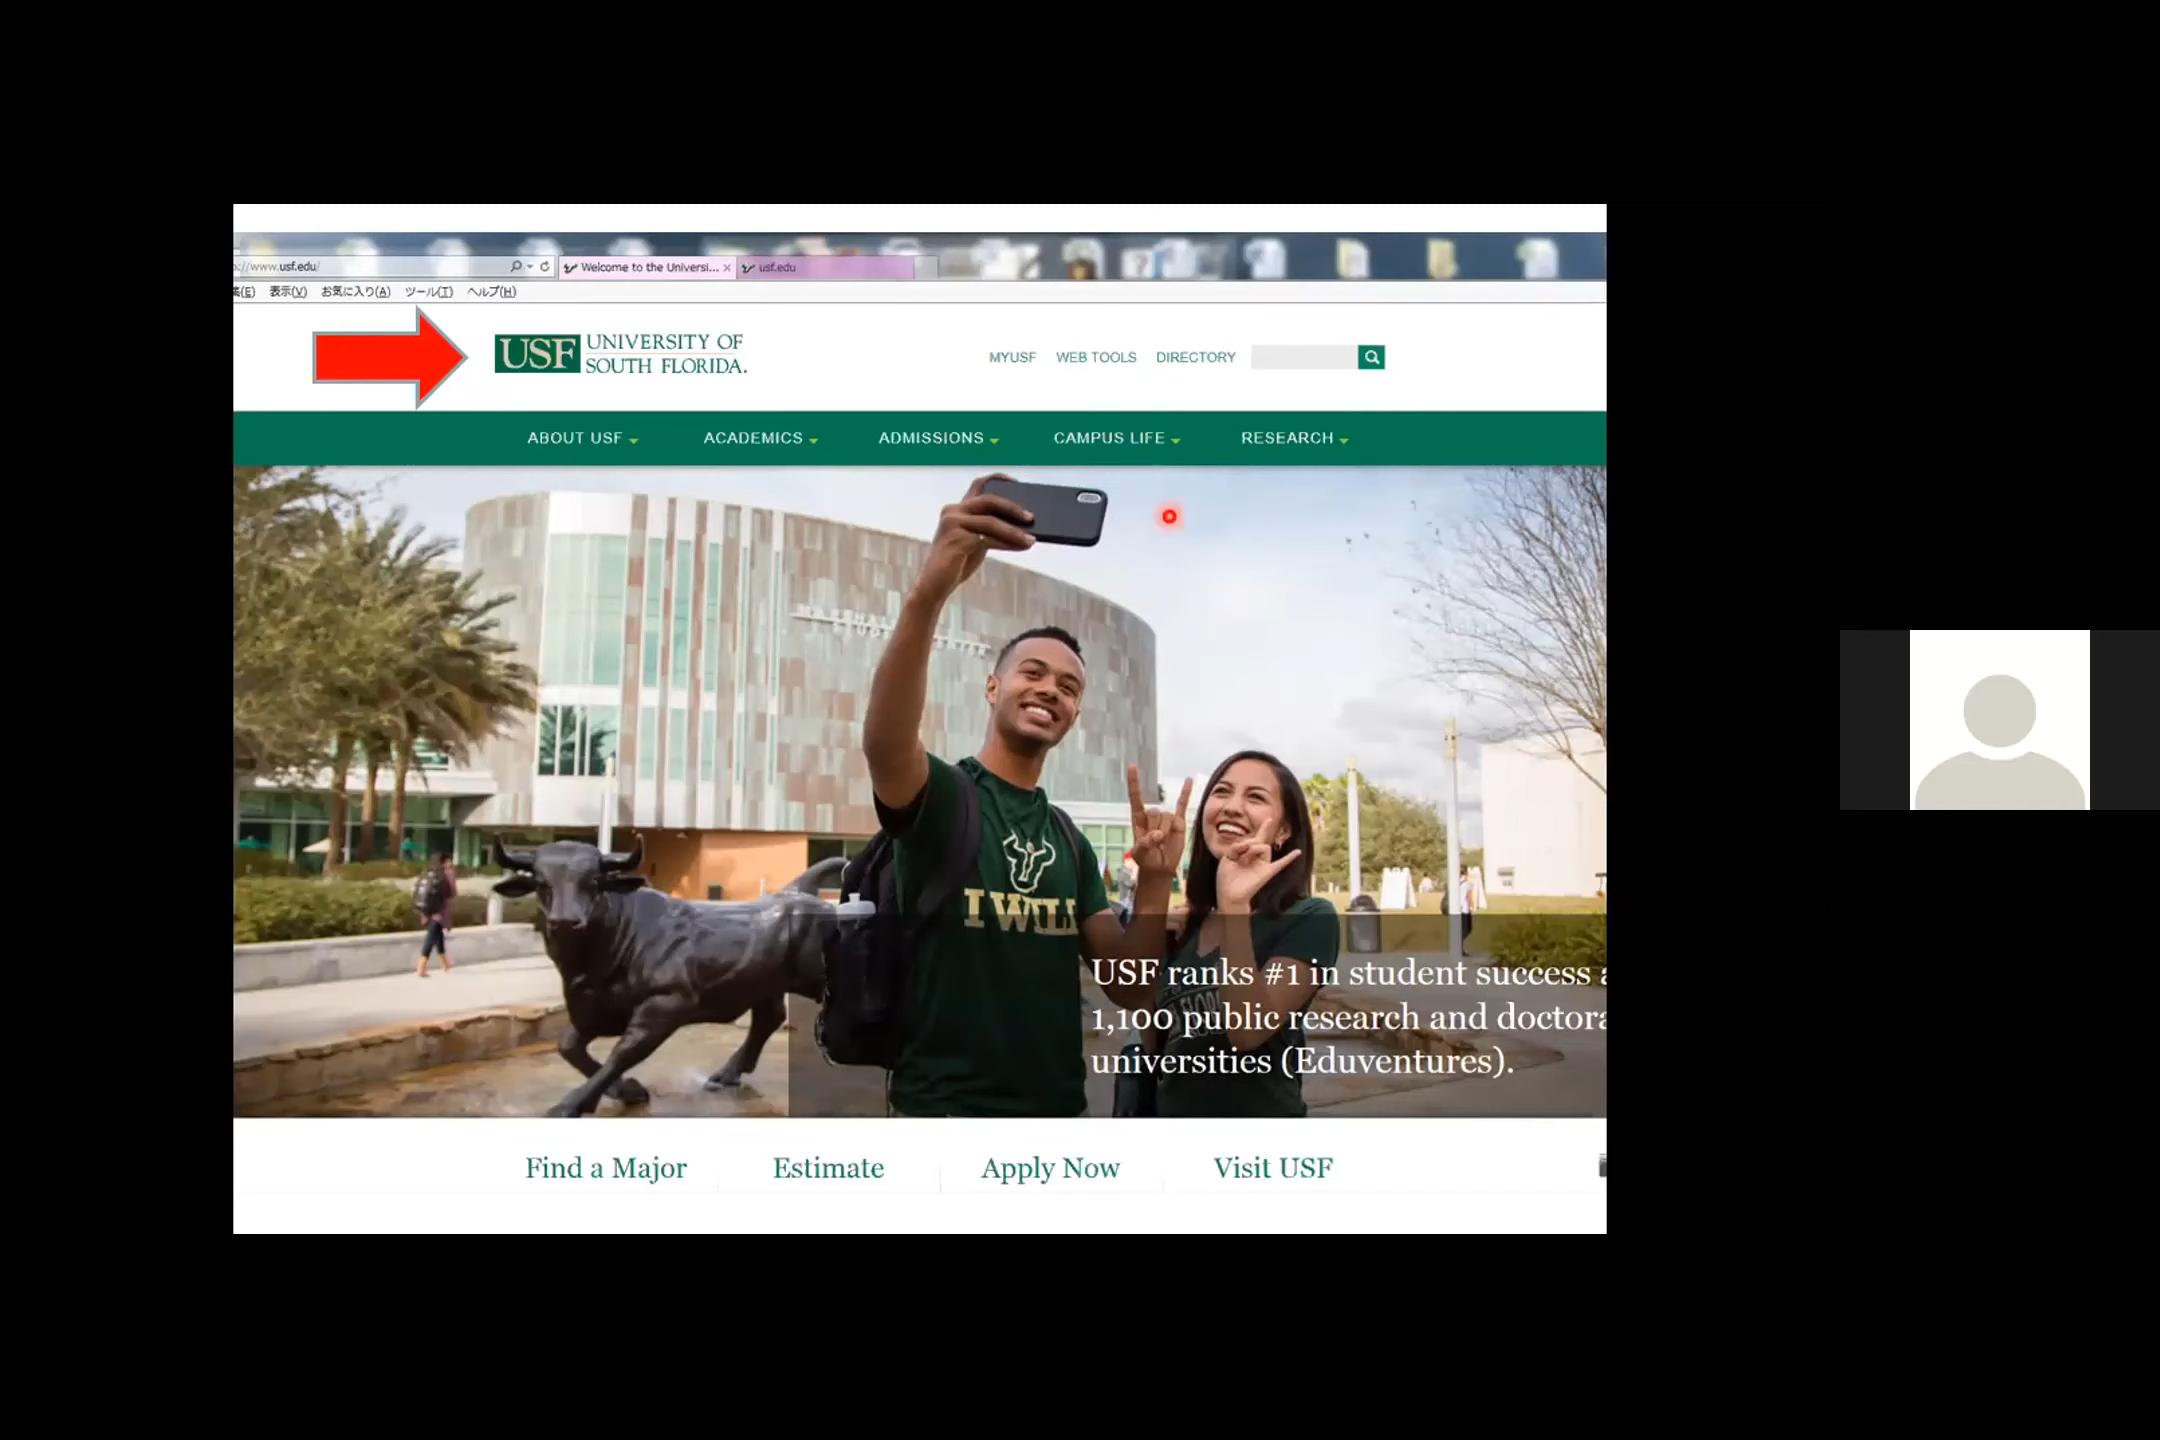 ://www.usf.edu/
Welcome to the Universi...
usf.edu
集(E) 表示(V) お気に入り(A) ツール(T) ヘルプ(H)
USF UNIVERSITY OF
SOUTH FLORIDA.
MYUSF WEB TOOLS DIRECTORY
ABOUT USF ACADEMICS ADMISSIONS CAMPUS LIFE RESEARCH
I WILL
USF ranks #1 in student success a
1,100 public research and doctora
universities (Eduventures).
Find a Major Estimate Apply Now Visit USF